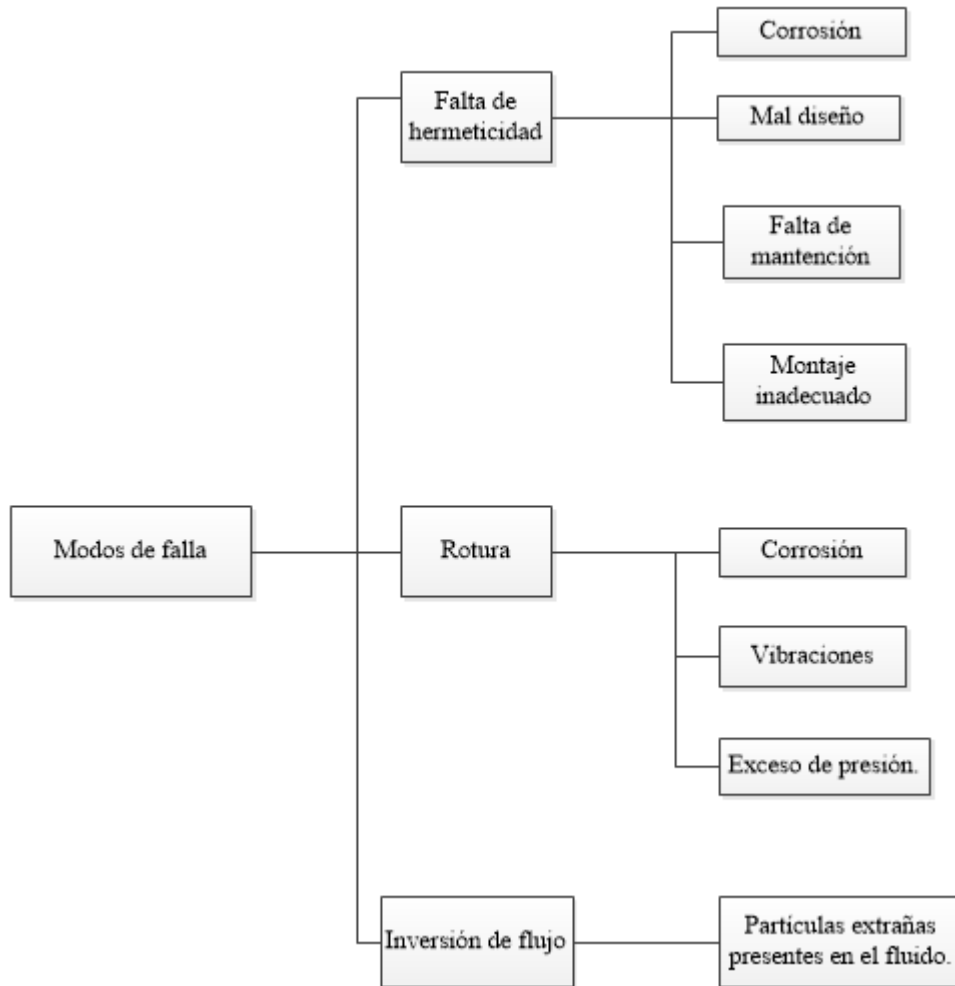 Modos de falla
Falta de
hermeticidad
Corrosión
Mal diseño
Falta de
mantención
Montaje
inadecuado
Rotura
Corrosión
Vibraciones
Exceso de presión.
Inversión de flujo
Partículas extrañas
presentes en el fluido.